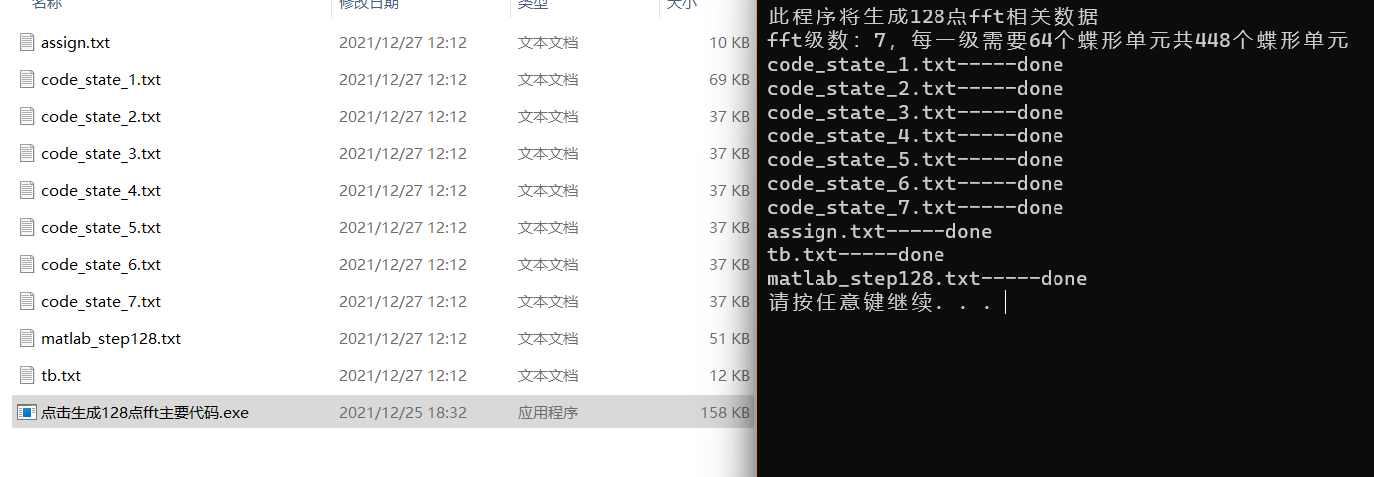 名称 修改日期 类型 大小
assign.txt 2021/12/27 12:12 文本文档 10 KB
code_state_1.txt 2021/12/27 12:12 文本文档 69 KB
code_state_2.txt 2021/12/27 12:12 文本文档 37 KB
code_state_3.txt 2021/12/27 12:12 文本文档 37 KB
code_state_4.txt 2021/12/27 12:12 文本文档 37 KB
code_state_5.txt 2021/12/27 12:12 文本文档 37 KB
code_state_6.txt 2021/12/27 12:12 文本文档 37 KB
code_state_7.txt 2021/12/27 12:12 文本文档 37 KB
matlab_step128.txt 2021/12/27 12:12 文本文档 51 KB
tb.txt 2021/12/27 12:12 文本文档 12 KB
点击生成128点fft主要代码.exe 2021/12/25 18:32 应用程序 158 KB
此程序将生成128点fft相关数据
fft级数：7，每一级需要64个蝶形单元共448个蝶形单元
code_state_1.txt-----done
code_state_2.txt-----done
code_state_3.txt-----done
code_state_4.txt-----done
code_state_5.txt-----done
code_state_6.txt-----done
code_state_7.txt-----done
assign.txt-----done
tb.txt-----done
matlab_step128.txt-----done
请按任意键继续. . .